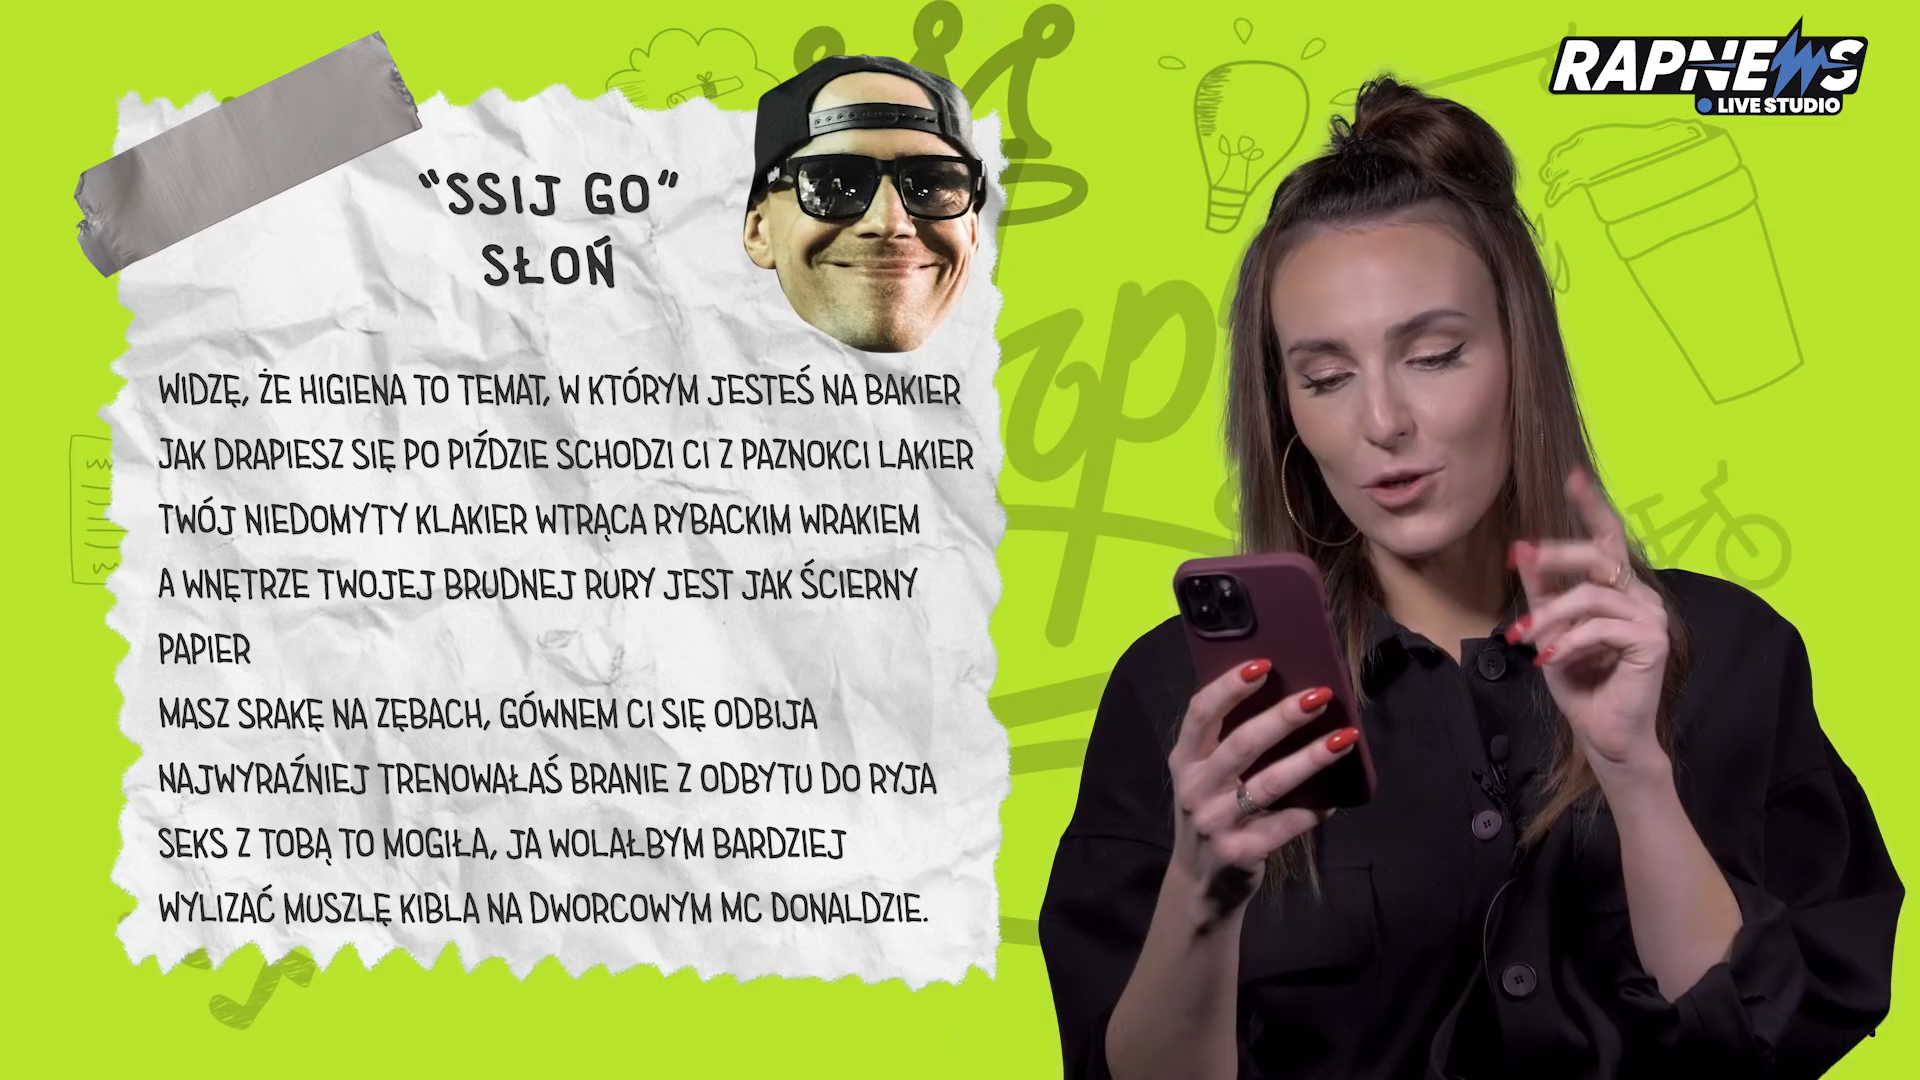 RAPNEWS
LIVE STUDIO
"SSIJ GO"
SŁOŃ
WIDZĘ, ŻE HIGIENA TO TEMAT, W KTÓRYM JESTEŚ NA BAKIER
JAK DRAPIESZ SIĘ PO PIŹDZIE SCHODZI CI Z PAZNOKCI LAKIER
TWÓJ NIEDOMYTY KLAKIER WTRĄCA RYBACKIM WRAKIEM
A WNĘTRZE TWOJEJ BRUDNEJ RURY JEST JAK ŚCIERNY
PAPIER
MASZ SRAKĘ NA ZĘBACH, GÓWNEM CI SIĘ ODBIJA
NAJWYRAŹNIEJ TRENOWAŁAŚ BRANIE Z ODBYTU DO RYJA
SEKS Z TOBĄ TO MOGIŁA, JA WOLAŁBYM BARDZIEJ
WYLIZAĆ MUSZLĘ KIBLA NA DWORCOWYM MC DONALDZIE.